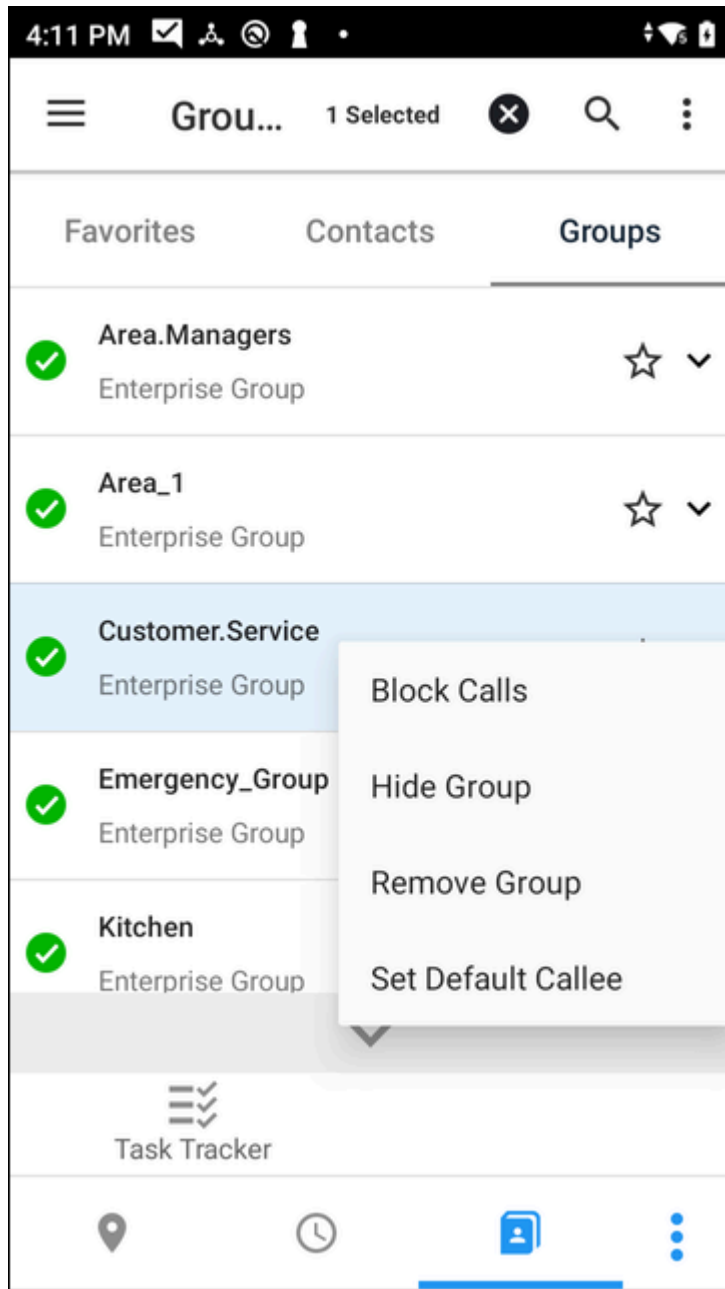 4:11 PM
Grou... 1 Selected
Favorites Contacts Groups
Area.Managers
Enterprise Group
Area_1
Enterprise Group
Customer.Service
Enterprise Group
Block Calls
Hide Group
Remove Group
Set Default Callee
Emergency_Group
Enterprise Group
Kitchen
Enterprise Group
Task Tracker